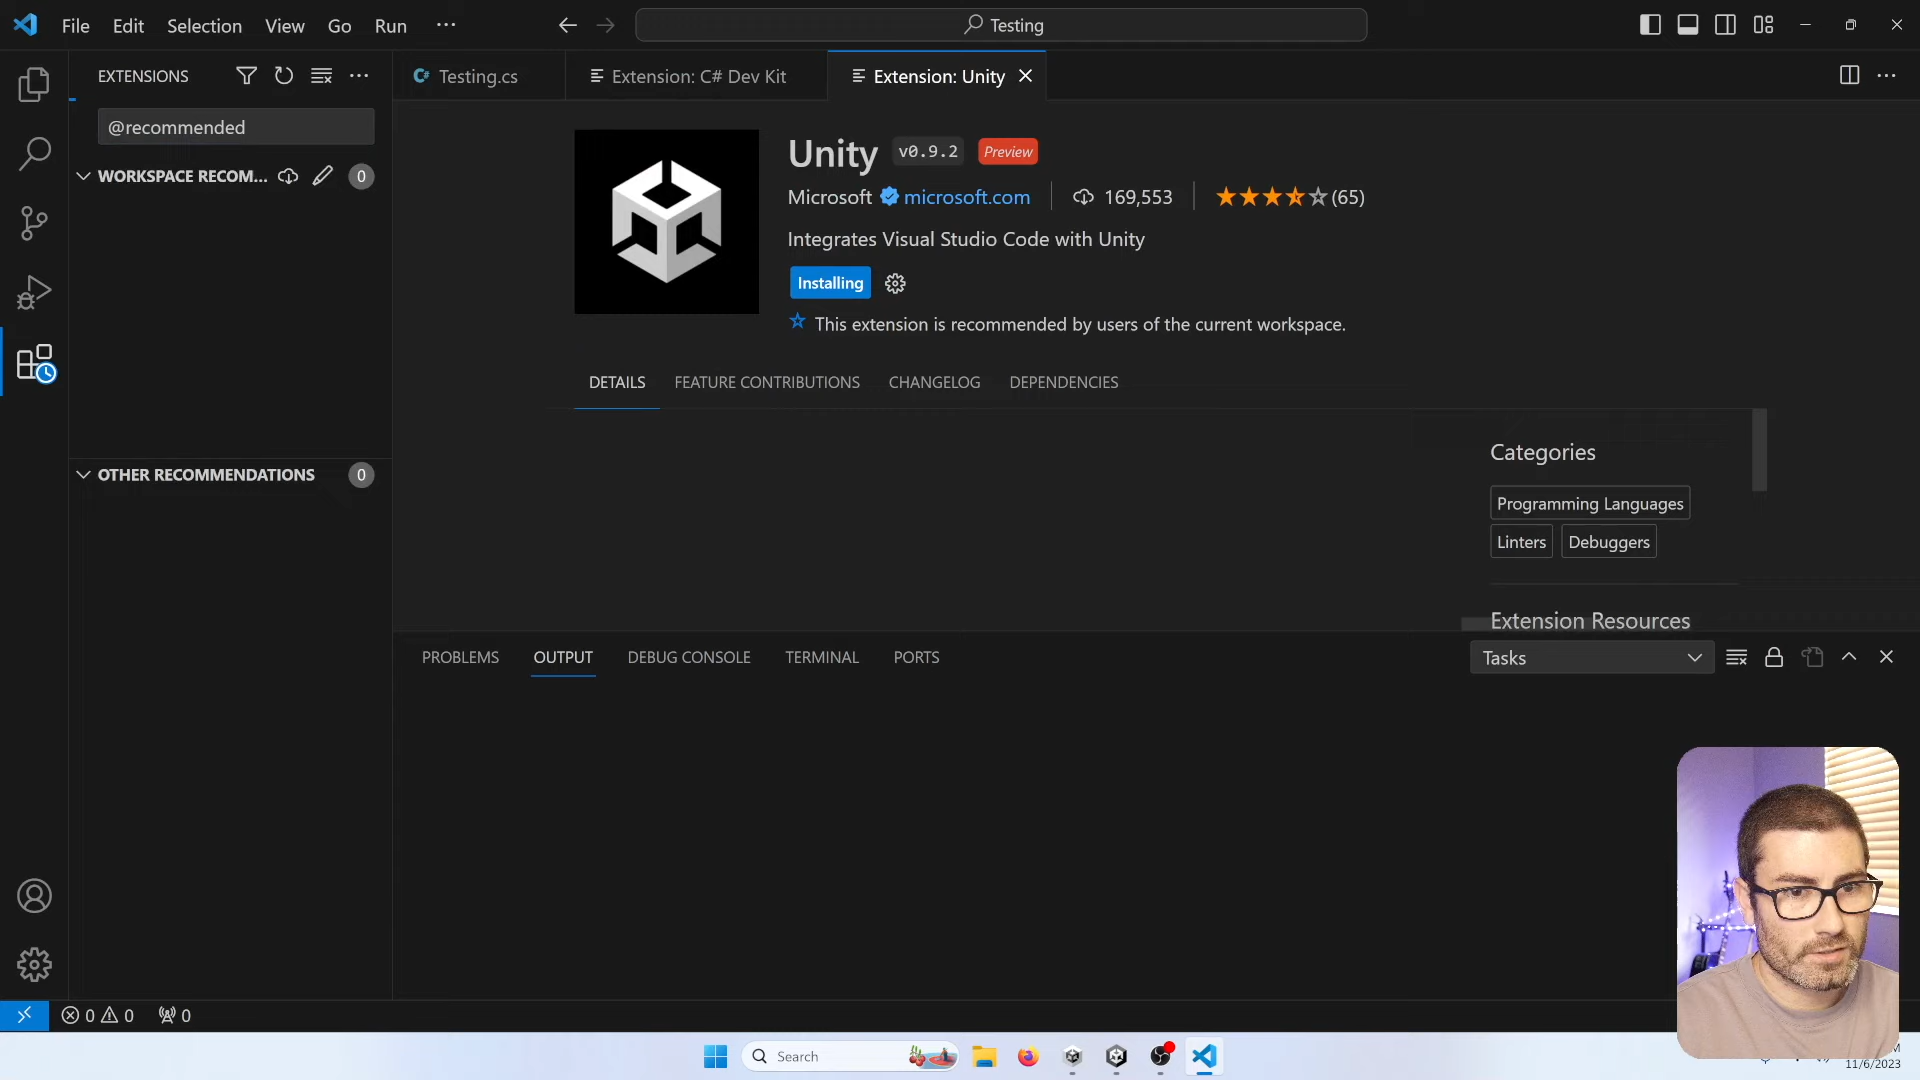 File Edit Selection View Go Run ···
Testing
EXTENSIONS
Testing.cs
Extension: C# Dev Kit
Extension: Unity
@recommended
WORKSPACE RECOM... 0
OTHER RECOMMENDATIONS 0
Unity v0.9.2 Preview
Microsoft microsoft.com 169,553 (65)
Integrates Visual Studio Code with Unity
Installing
This extension is recommended by users of the current workspace.
DETAILS FEATURE CONTRIBUTIONS CHANGELOG DEPENDENCIES
Categories
Programming Languages
Linters Debuggers
Extension Resources
PROBLEMS OUTPUT DEBUG CONSOLE TERMINAL PORTS
Tasks
0 0 0
Search
11/6/2023